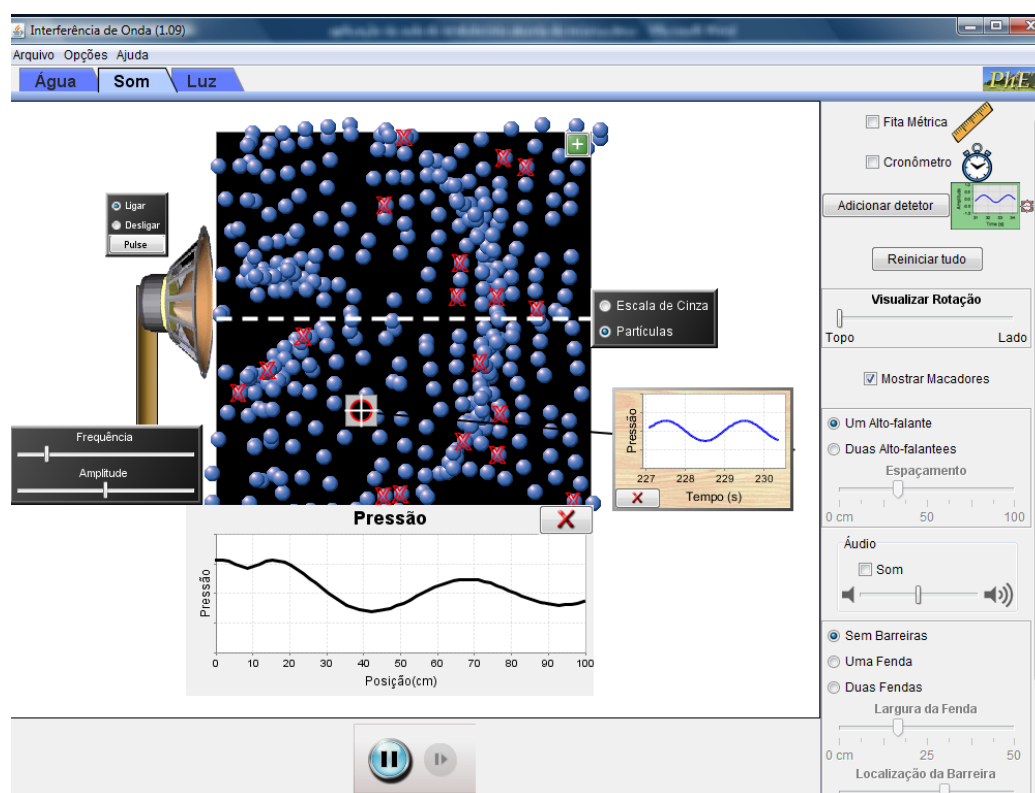 Interferência de Onda (1.09)
Arquivo Opções Ajuda
Água Som Luz
PhET
Ligar
Desligar
Pulse
Frequência
Amplitude
Escala de Cinza
Partículas
Pressão
227 228 229 230
Tempo (s)
Pressão
Pressão
0 10 20 30 40 50 60 70 80 90 100
Posição(cm)
Fita Métrica
Cronômetro
Adicionar detetor
Reiniciar tudo
Visualizar Rotação
Topo Lado
Mostrar Macadores
Um Alto-falante
Duas Alto-falantees
Espaçamento
0 cm 50 100
Áudio
Som
Sem Barreiras
Uma Fenda
Duas Fendas
Largura da Fenda
0 cm 25 50
Localização da Barreira